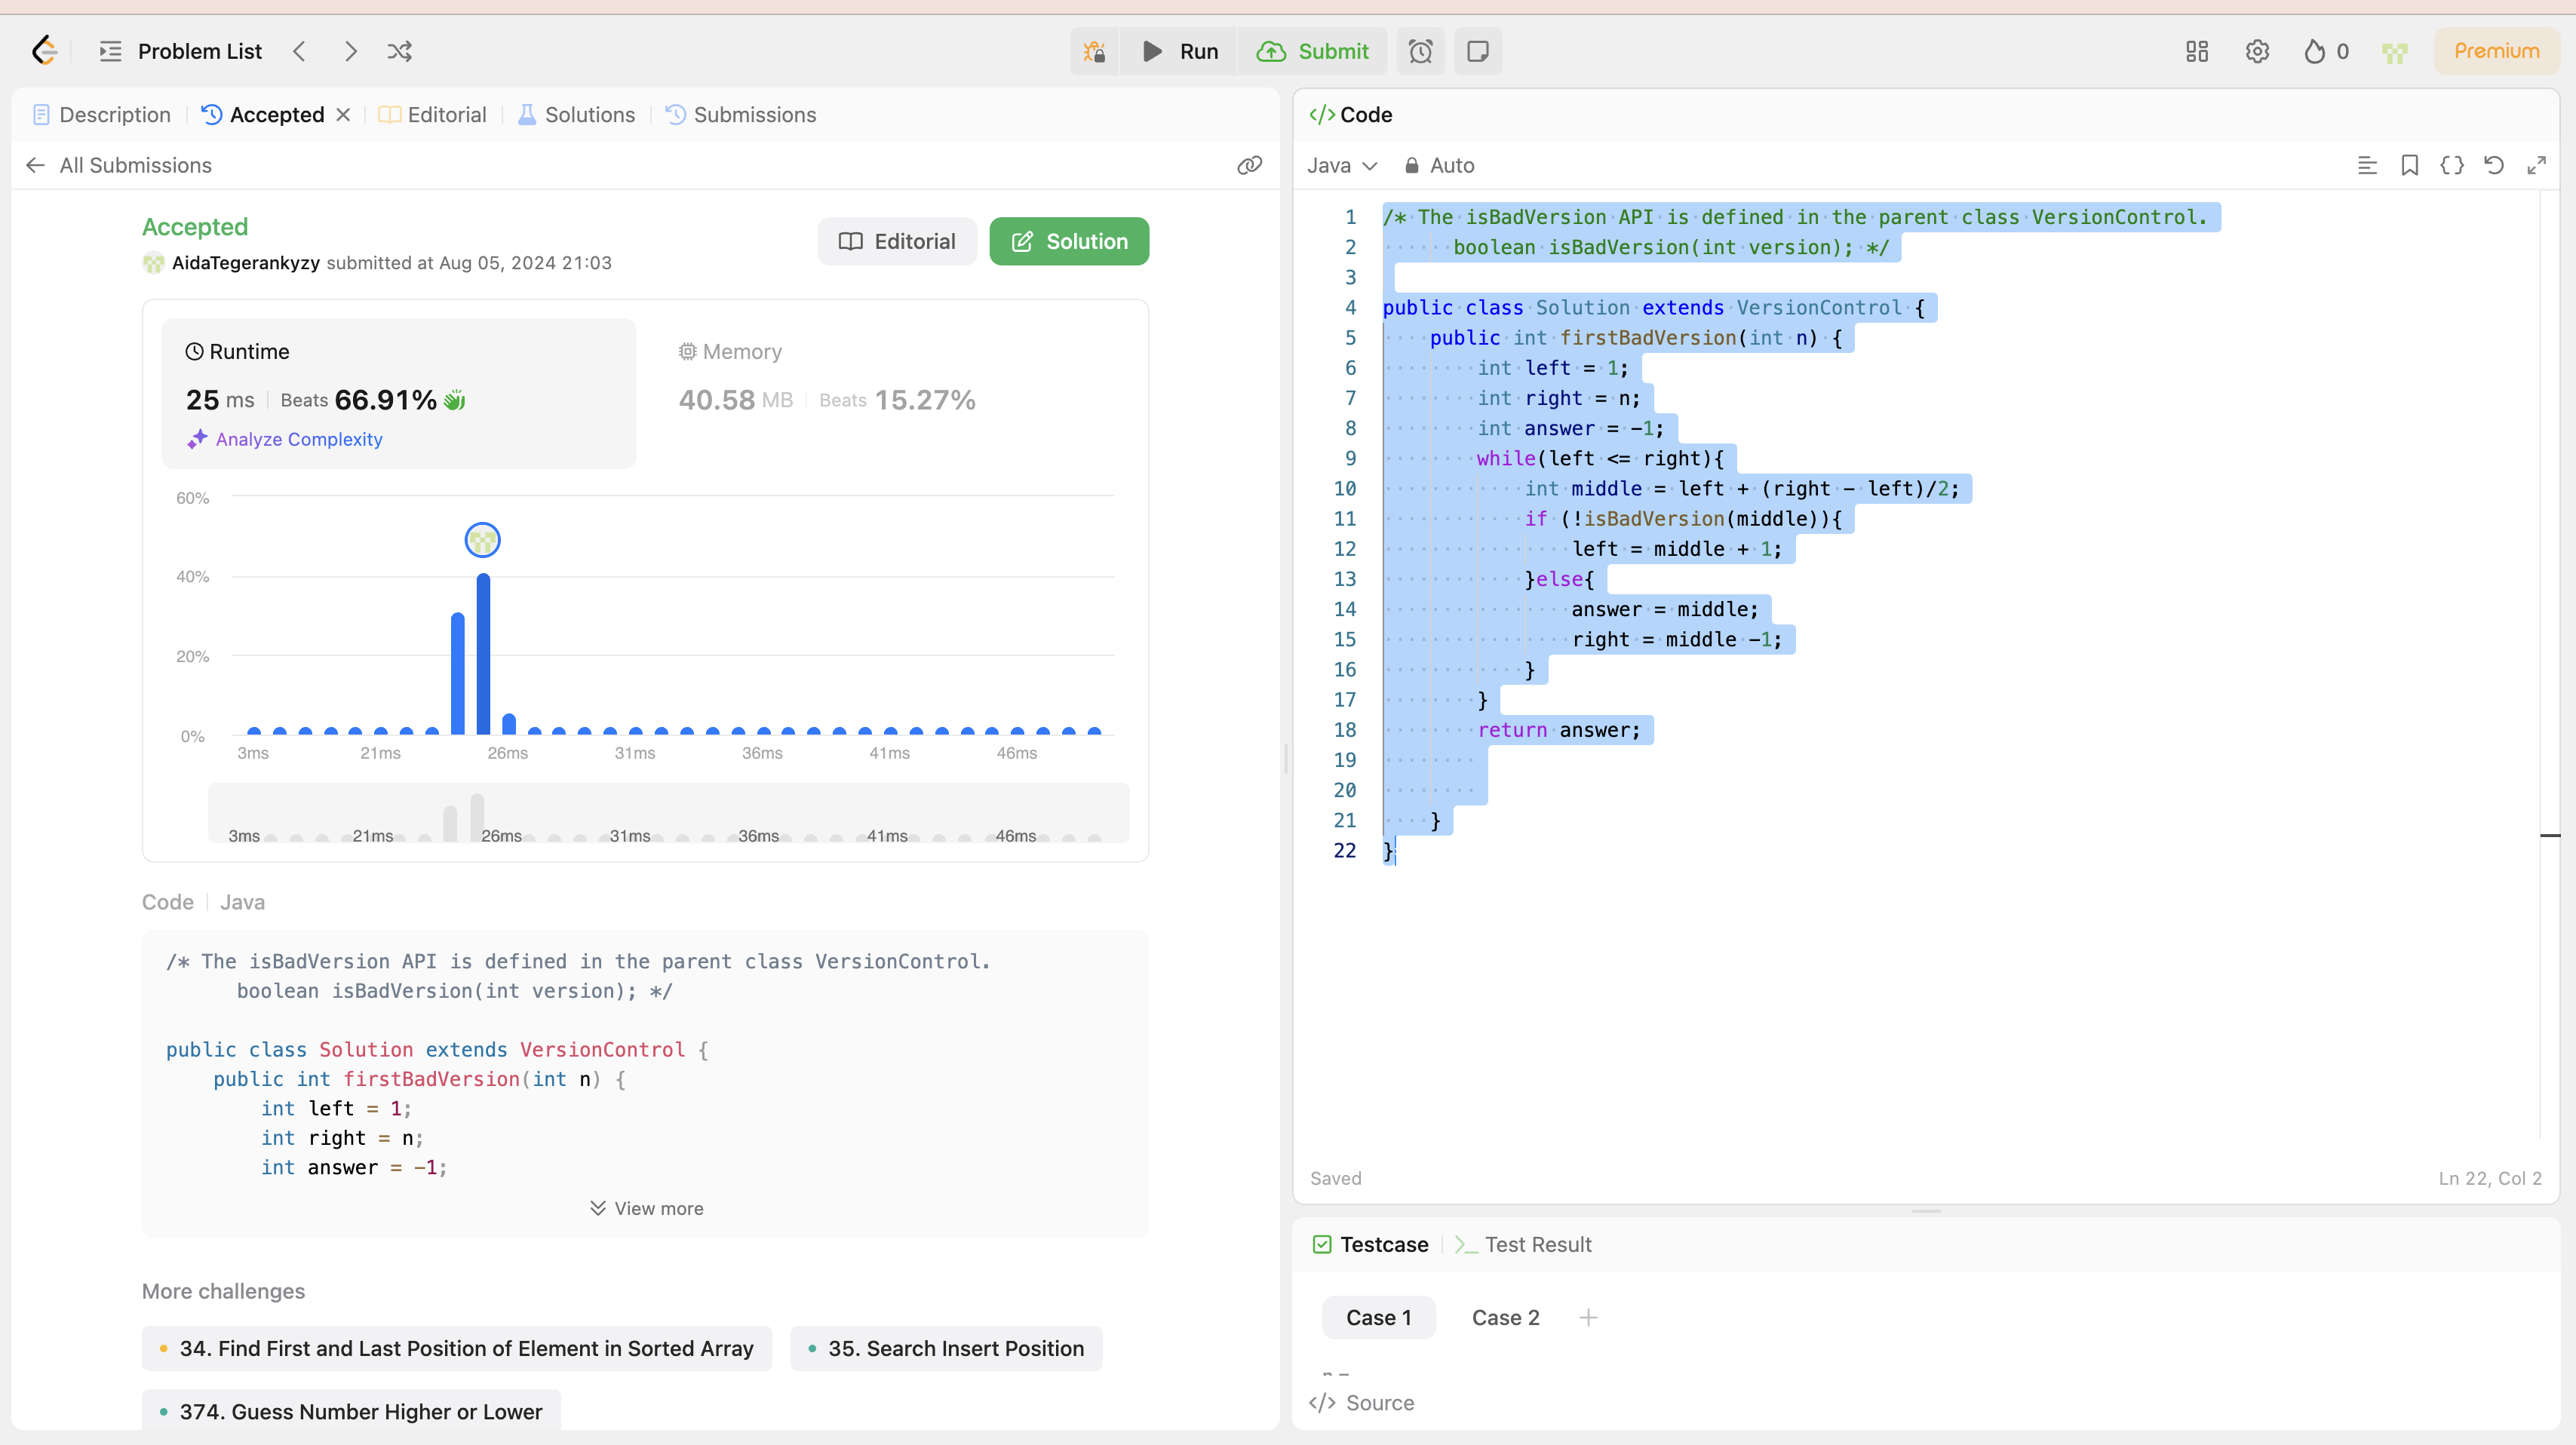 Problem List
Run
Submit
0
Premium
Description
Accepted
Editorial
Solutions
Submissions
All Submissions
Accepted
AidaTegerankyzy submitted at Aug 05, 2024 21:03
Editorial
Solution
Runtime
25 ms Beats 66.91%
Analyze Complexity
Memory
40.58 MB Beats 15.27%
60%
40%
20%
0%
3ms 21ms 26ms 31ms 36ms 41ms 46ms
3ms 21ms 26ms 31ms 36ms 41ms 46ms
Code Java
/* The isBadVersion API is defined in the parent class VersionControl.
boolean isBadVersion(int version); */
public class Solution extends VersionControl {
public int firstBadVersion(int n) {
int left = 1;
int right = n;
int answer = -1;
View more
More challenges
34. Find First and Last Position of Element in Sorted Array
35. Search Insert Position
374. Guess Number Higher or Lower
</> Code
Java Auto
1 /* The isBadVersion API is defined in the parent class VersionControl.
2 boolean isBadVersion(int version); */
3
4 public class Solution extends VersionControl {
5 public int firstBadVersion(int n) {
6 int left = 1;
7 int right = n;
8 int answer = -1;
9 while(left <= right){
10 int middle = left + (right - left)/2;
11 if (!isBadVersion(middle)){
12 left = middle + 1;
13 }else{
14 answer = middle;
15 right = middle -1;
16 }
17 }
18 return answer;
19
20
21 }
22 }
Saved
Ln 22, Col 2
Testcase
Test Result
Case 1
Case 2
+
</> Source